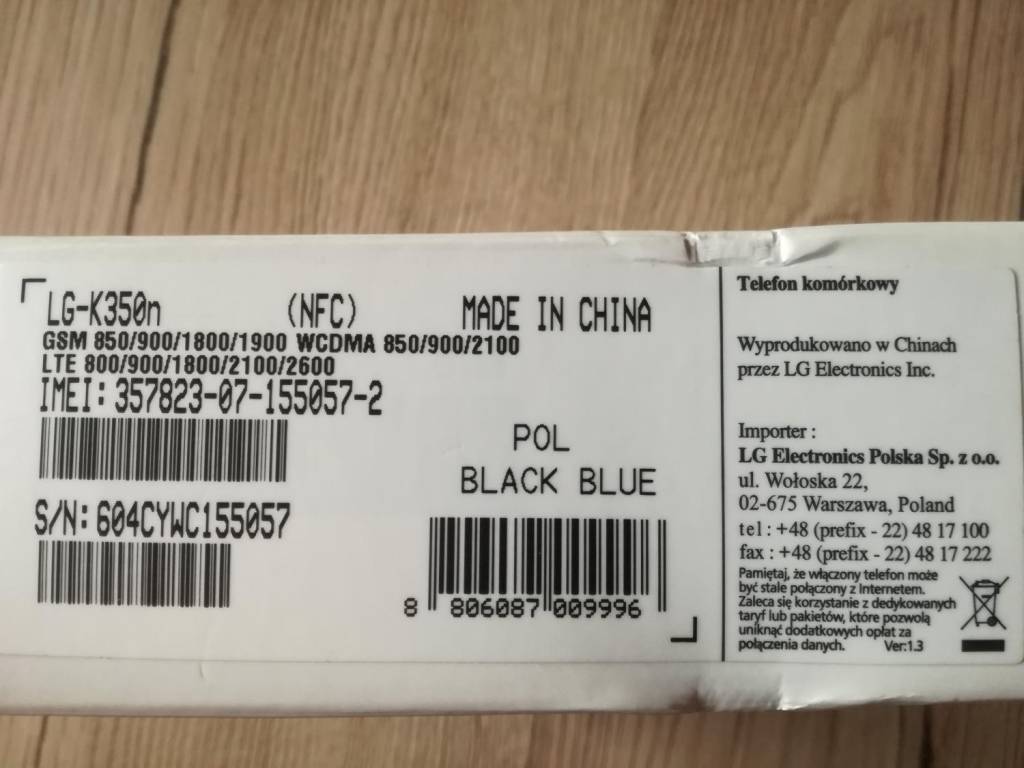 LG-K350n (NFC) MADE IN CHINA
GSM 850/900/1800/1900 WCDMA 850/900/2100
LTE 800/900/1800/2100/2600
IMEI: 357823-07-155057-2
POL
BLACK BLUE
S/N: 604CYWC155057
8 806087 009996
Telefon komórkowy
Wyprodukowano w Chinach
przez LG Electronics Inc.
Importer :
LG Electronics Polska Sp. z o.o.
ul. Wołoska 22,
02-675 Warszawa, Poland
tel : +48 (prefix - 22) 48 17 100
fax : +48 (prefix - 22) 48 17 222
Pamiętaj, że włączony telefon może
być stale połączony z Internetem.
Zaleca się korzystanie z dedykowanych
taryf lub pakietów, które pozwolą
uniknąć dodatkowych opłat za
połączenia danych. Ver:1.3